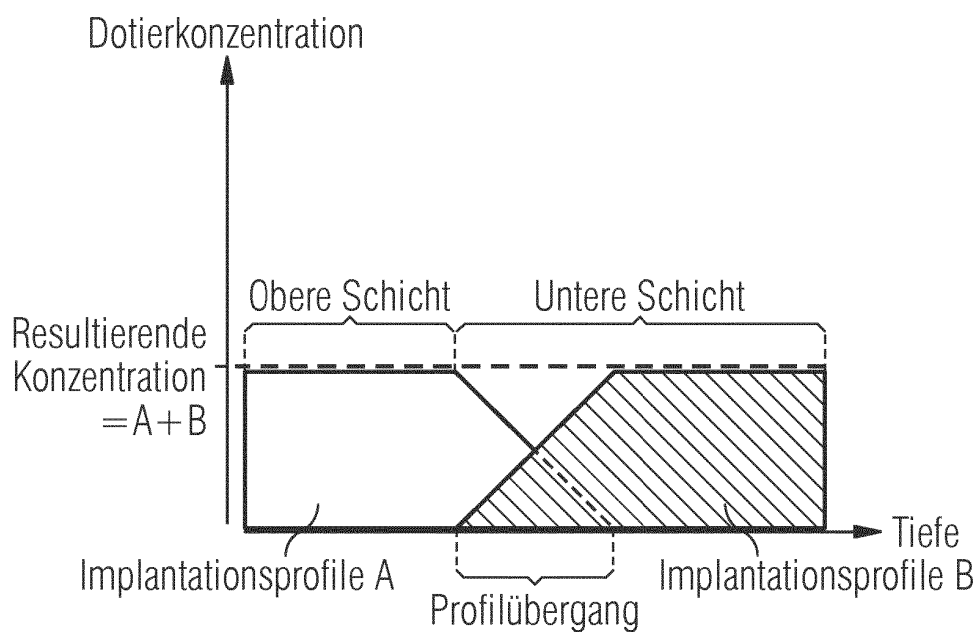 Dotierkonzentration
Obere Schicht
Untere Schicht
Resultierende
Konzentration
=A+B
Tiefe
Implantationsprofile A
Implantationsprofile B
Profilübergang